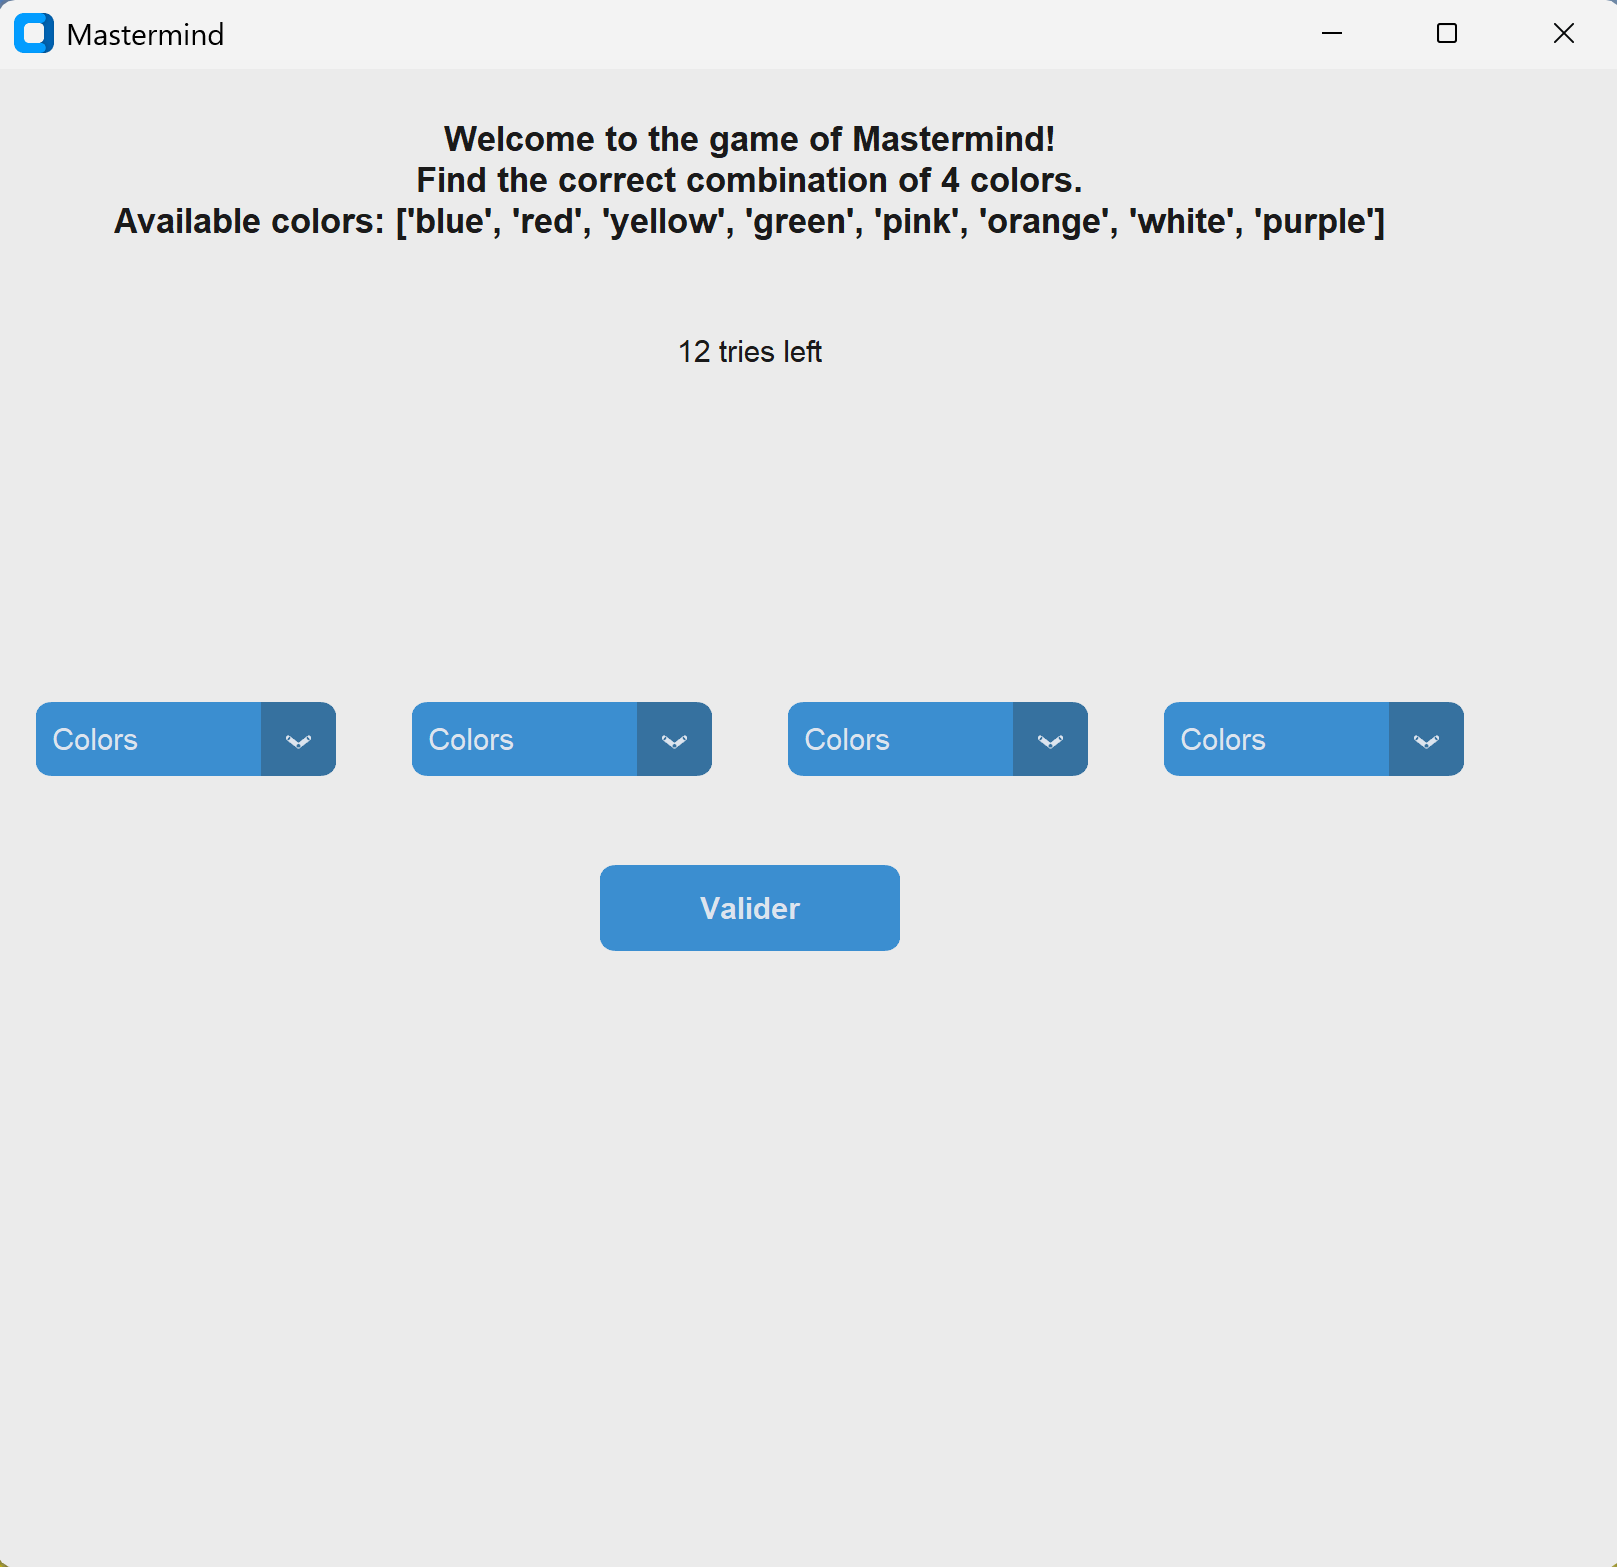 Mastermind
Welcome to the game of Mastermind!
Find the correct combination of 4 colors.
Available colors: ['blue', 'red', 'yellow', 'green', 'pink', 'orange', 'white', 'purple']
12 tries left
Colors Colors Colors Colors
Valider